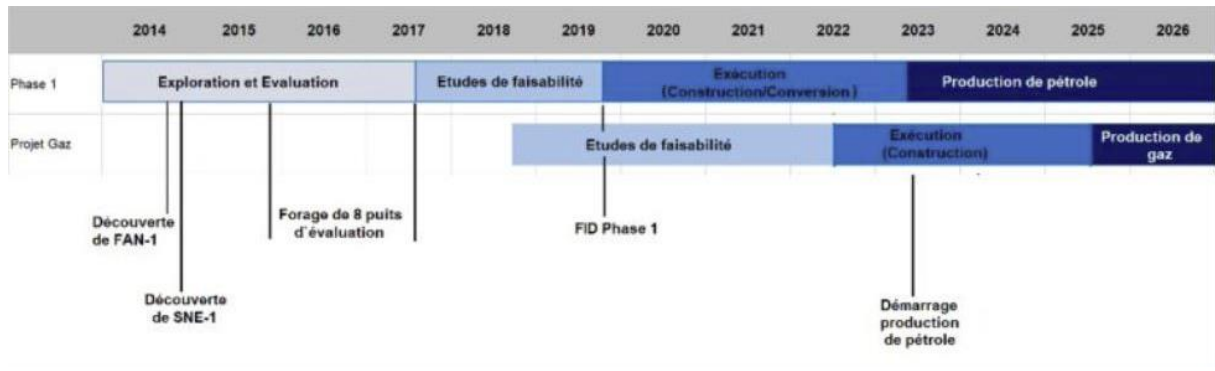 2014 2015 2016 2017 2018 2019 2020 2021 2022 2023 2024 2025 2026
Phase 1
Exploration et Evaluation
Etudes de faisabilité
Exécution
(Construction/Conversion)
Production de pétrole
Projet Gaz
Etudes de faisabilité
Exécution
(Construction)
Production de
gaz
Découverte
de FAN-1
Forage de 8 puits
d'évaluation
FID Phase 1
Découverte
de SNE-1
Démarrage
production
de pétrole